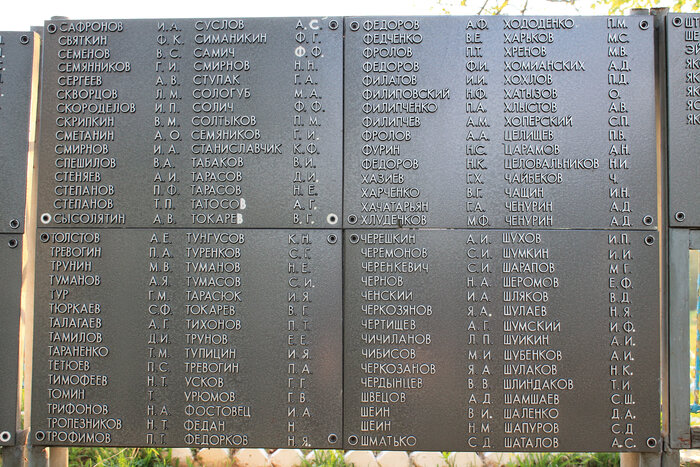 САФРОНОВ И.А. СУСЛОВ А.С.
СВЯТКИН Ф.К. СИМАНИКИН Ф.Г.
СЕМЕНОВ В.С. САМИЧ Ф.Ф.
СЕМЯННИКОВ Г.И. СМИРНОВ Н.Н.
СЕРГЕЕВ А.В. СТУПАК Г.А.
СКВОРЦОВ Л.М. СОЛОГУБ М.А.
СКОРОДЕЛОВ И.П. СОЛИЧ Ф.Ф.
СКРИПКИН В.М. СОЛТЫКОВ П.М.
СМЕТАНИН А.О. СЕМЯНИКОВ Г.И.
СМИРНОВ И.А. СТАНИСЛАВЧИК К.Ф.
СПЕШИЛОВ В.А. ТАБАКОВ В.И.
СТЕНЯЕВ А.И. ТАРАСОВ Д.И.
СТЕПАНОВ П.Ф. ТАРАСОВ Н.Е.
СТЕПАНОВ Т.П. ТАТОСОВ А.Г.
СЫСОЛЯТИН А.В. ТОКАРЕВ В.Г.
ФЕДОРОВ А.Ф. ХОДОДЕНКО П.М.
ФЕДЧЕНКО В.Е. ХАРЬКОВ М.С.
ФРОЛОВ П.Т. ХРЕНОВ М.В.
ФЕДОРОВ Ф.И. ХОМИАНСКИХ А.Д.
ФИЛАТОВ И.И. ХОХЛОВ П.Д.
ФИЛИПОВСКИЙ Н.Ф. ХАТЫЗОВ О.
ФИЛИПЧЕНКО П.А. ХЛЫСТОВ А.В.
ФИЛИПЧЕВ А.М. ХОПЕРСКИЙ С.П.
ФРОЛОВ А.А. ЦЕЛИЩЕВ П.В.
ФУРИН Н.С. ЦАРАМОВ А.Н.
ФЕДОРОВ Н.К. ЦЕЛОВАЛЬНИКОВ Н.И.
ХАЗИЕВ Г.Х. ЧАЙБЕКОВ Ч.
ХАРЧЕНКО В.Г. ЧАЩИН И.Н.
ХАЧАТАРЬЯН Г.А. ЧЕНУРИН А.Д.
ХЛУДЕНКОВ М.Ф. ЧЕНУРИН А.Д.
ТОЛСТОВ А.Е. ТУНГУСОВ К.Н.
ТРЕВОГИН П.А. ТУРЕНКОВ С.Г.
ТРУНИН М.В. ТУМАНОВ Н.Е.
ТУМАНОВ А.Я. ТУМАСОВ С.И.
ТУР Г.М. ТАРАСЮК И.Я.
ТЮРКАЕВ С.Ф. ТОКАРЕВ В.Г.
ТАЛАГАЕВ А.Г. ТИХОНОВ П.Т.
ТАМИЛОВ Д.И. ТРУНОВ Е.Е.
ТАРАНЕНКО Т.М. ТУПИЦИН И.Я.
ТЕТЮЕВ П.С. ТРЕВОГИН П.А.
ТИМОФЕЕВ Н.Т. УСКОВ Г.Г.
ТОМИН В.Т. УРЮМОВ Г.В.
ТРИФОНОВ Н.А. ФОСТОВЕЦ И.А.
ТРОПЕЗНИКОВ Н.Т. ФЕДАН Н.
ТРОФИМОВ П.Т. ФЕДОРКОВ Н.Я.
ЧЕРЕШКИН А.И. ШУХОВ И.П.
ЧЕРЕМОНОВ С.И. ШУМКИН И.И.
ЧЕРЕНКЕВИЧ С.И. ШАРАПОВ М.Г.
ЧЕРНОВ Н.А. ШЕРОМОВ Е.Ф.
ЧЕНСКИЙ И.А. ШЛЯКОВ В.Д.
ЧЕРКОЗЯНОВ Я.А. ШУЛАЕВ Н.Я.
ЧЕРТИЩЕВ А.Г. ШУМСКИЙ И.Ф.
ЧИЧИЛАНОВ Л.П. ШУЙКИН А.И.
ЧИБИСОВ М.И. ШУБЕНКОВ А.И.
ЧЕРКОЗАНОВ Я.А. ШУЛАКОВ Н.К.
ЧЕРДЫНЦЕВ В.В. ШЛИНДАКОВ Т.И.
ШВЕЦОВ А.Д. ШАМШАЕВ С.Ш.
ШЕИН В.И. ШАЛЕНКО Д.А.
ШЕИН Н.М. ШАПУРОВ С.Д.
ШМАТЬКО С.Д. ШАТАЛОВ А.С.